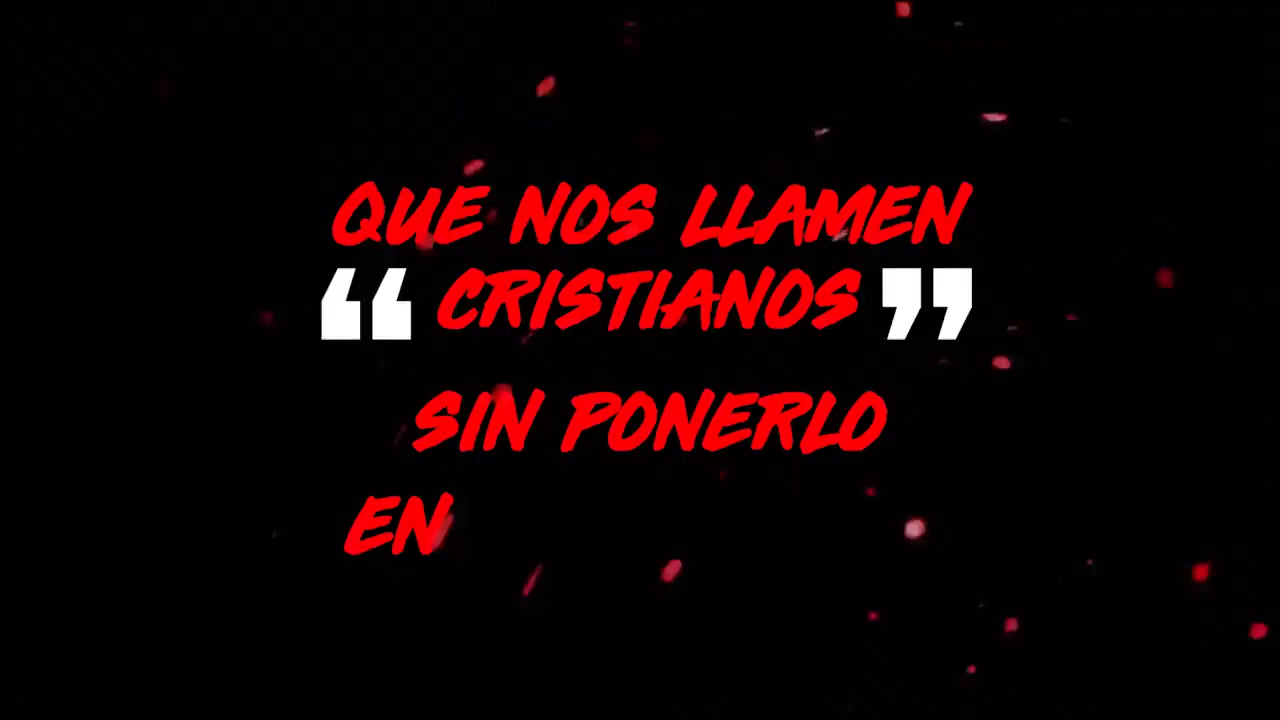 QUE NOS LLAMEN
“CRISTIANOS”
SIN PONERLO
EN